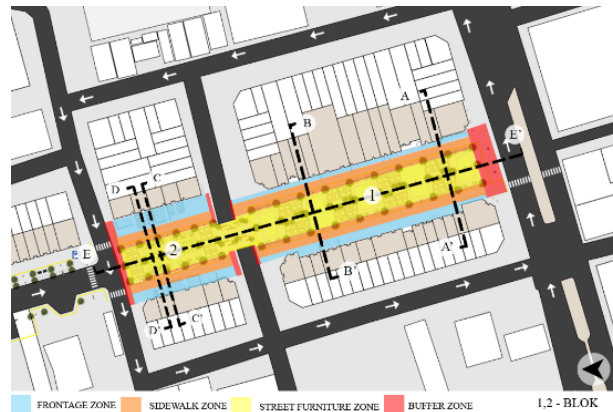 A
B
E'
1
D C
E
2
A'
B'
D' C'
FRONTAGE ZONE SIDEWALK ZONE STREET FURNITURE ZONE BUFFER ZONE 1,2 - BLOK